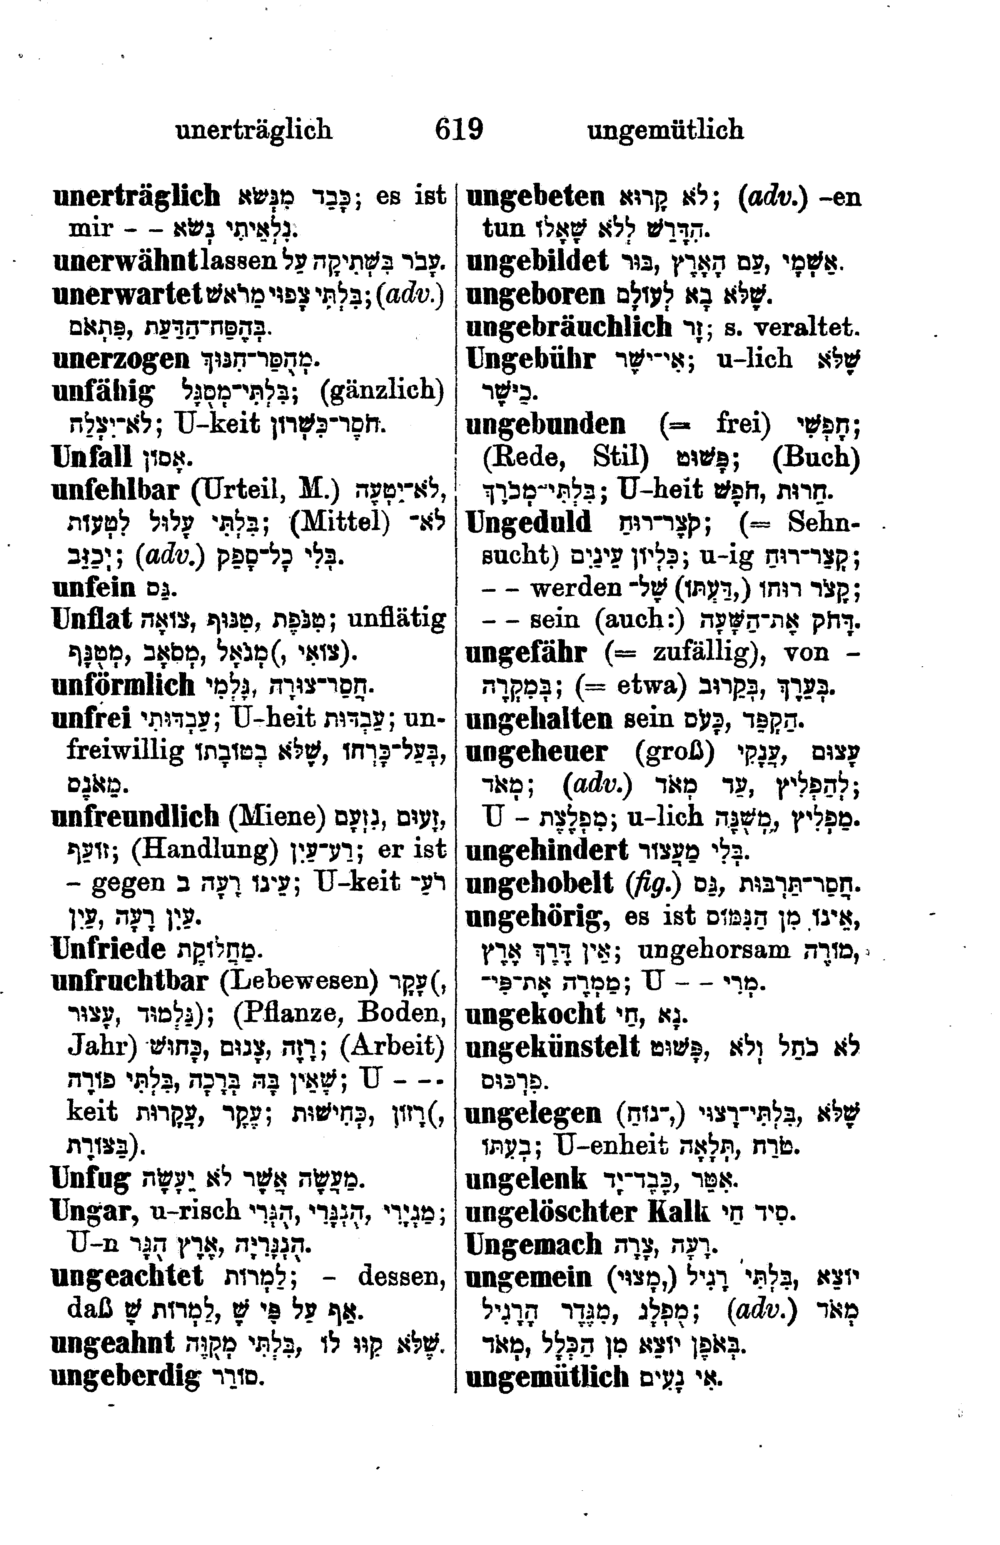 unerträglich 619 ungemütlich
unerträglich כָּבֵד מִנְּשֹׂא; es ist
mir – – נִלְאֵיתִי נְשֹׂא.
unerwähnt lassen עָבֹר בִּשְׁתִיקָה עַל.
unerwartet בִּלְתִּי צָפוּי מֵרֹאשׁ; (adv.)
בְּהֶסַּח־הַדַּעַת, פִּתְאֹם.
unerzogen מְחֻסַּר־חִנּוּךְ.
unfähig בִּלְתִּי־מְסֻגָּל; (gänzlich)
לֹא־יִצְלָח; U-keit חֹסֶר־כִּשָּׁרוֹן.
Unfall אָסוֹן.
unfehlbar (Urteil, M.) לֹא־יִטְעֶה,
בִּלְתִּי עָלוּל לִטְעוֹת; (Mittel) לֹא־
יְכַזֵּב; (adv.) בְּלִי כָל־סָפֵק.
unfein גַּס.
Unflat צוֹאָה, טִנּוּף, טִנֹּפֶת; unflätig
מְטֻנָּף, מְסֹאָב, מְגֹאָל (, צוֹאִי).
unförmlich חֲסַר־צוּרָה, גָּלְמִי.
unfrei עַבְדוּתִי; U-heit עַבְדוּת; un-
freiwillig בְּעַל־כָּרְחוֹ, שֶׁלֹּא בְטוֹבָתוֹ,
מֵאֹנֶס.
unfreundlich (Miene) נִזְעָם, זָעוּם,
זוֹעֵף; (Handlung) רַע־עַיִן; er ist
– gegen עֵינוֹ רָעָה בְּ; U-keit רֹעַ־
עַיִן, עַיִן רָעָה.
Unfriede מַחֲלוֹקֶת.
unfruchtbar (Lebewesen) עָקָר (,
גַּלְמוּד, עָצוּר); (Pflanze, Boden,
Jahr) רָזֶה, צָנוּם, כָּחוּשׁ; (Arbeit)
שֶׁאֵין בָּהּ בְּרָכָה, בִּלְתִּי פוֹרֶה; U – –-
keit עֶקֶר, עֲקָרוּת; כְּחִישׁוּת, רָזוֹן (,
בַּצּוֹרֶת).
Unfug מַעֲשֶׂה אֲשֶׁר לֹא יֵעָשֶׂה.
Ungar, u-risch הֻנְגָּרִי, הַגְרִי, מַגְיָרִי;
U-n הֻנְגָּרִיָּה, אֶרֶץ הַגָּר.
ungeachtet לַמְרוֹת; – dessen,
daß אַף עַל פִּי שֶׁ, לַמְרוֹת שֶׁ.
ungeahnt שֶׁלֹּא קִוּוּ לוֹ, בִּלְתִּי מְקֻוֶּה.
ungeberdig סוֹרֵר.
ungebeten לֹא קָרוּא; (adv.) -en
tun הִדָּרֵשׁ לְלֹא שְׁאָלוֹ.
ungebildet אַשְׁמַי, עַם הָאָרֶץ, בּוּר.
ungeboren שֶׁלֹּא בָא לְעוֹלָם.
ungebräuchlich זָר; s. veraltet.
Ungebühr אִי־ישֶׁר; u-lich שֶׁלֹּא
כַיֹּשֶׁר.
ungebunden (= frei) חָפְשִׁי;
(Rede, Stil) פָּשׁוּט; (Buch)
בִּלְתִּי־מְכֹרָךְ; U-heit חֹפֶשׁ, חֵרוּת.
Ungeduld קֹצֶר־רוּחַ; (= Sehn-
sucht) כִּלְיוֹן עֵינַיִם; u-ig קְצַר־רוּחַ;
– – werden קָצֹר רוּחוֹ (, דַּעְתּוֹ) שֶׁל־;
– – sein (auch:) דָּחֹק אֶת־הַשָּׁעָה.
ungefähr (= zufällig), von –
בְּמִקְרֶה; (= etwa) בְּעֵרֶךְ, בְּקֵרוּב.
ungehalten sein הַקְפֵּד, כָּעֹס.
ungeheuer (groß) עָצוּם, עֲנָקִי
מְאֹד; (adv.) לְהַפְלִיא, עַד מְאֹד;
U – מִפְלֶצֶת; u-lich מַפְלִיץ, מְשֻׁנֶּה.
ungehindert בְּלִי מַעְצוֹר.
ungehobelt (fig.) חֲסַר־תַּרְבּוּת, גַּס.
ungehörig, es ist אֵינוֹ מִן הַנִּמּוּס,
אֵין דֶּרֶךְ אֶרֶץ; ungehorsam מוֹרֶה,
מַמְרֶה אֶת־פִּי־; U – – מְרִי.
ungekocht נָא, חַי.
ungekünstelt פָּשׁוּט, לֹא כֹחַל וְלֹא
פִרְכּוּס.
ungelegen בִּלְתִּי־רָצוּי (, ־נוֹחַ), שֶׁלֹּא
בְעִתּוֹ; U-enheit טֹרַח, תְּלָאָה.
ungelenk אִטֵּר, כְּבַד־יָד.
ungelöschter Kalk סִיד חַי.
Ungemach רָעָה, צָרָה.
ungemein בִּלְתִּי רָגִיל (, מָצוּי), יוֹצֵא
מִגֶּדֶר הָרָגִיל, מֻפְלָג; (adv.) מְאֹד
מְאֹד, בְּאֹפֶן יוֹצֵא מִן הַכְּלָל.
ungemütlich אִי נָעִים.